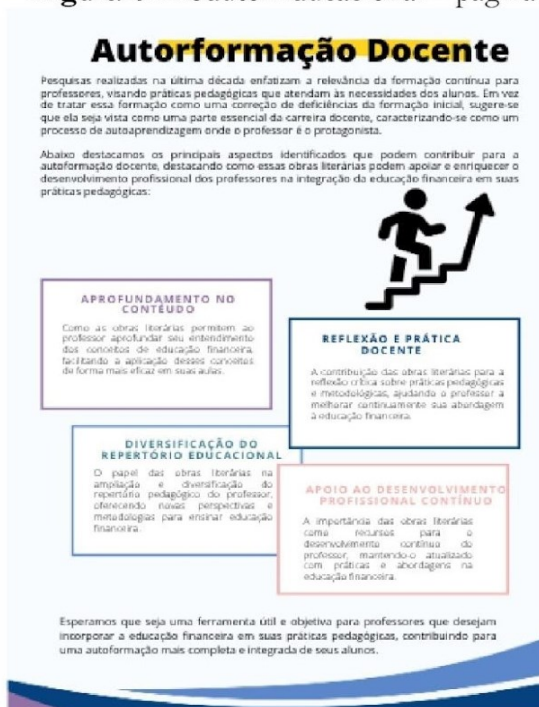 Autorformação Docente
Pesquisas realizadas na última década enfatizam a relevância da formação contínua para
professores, visando práticas pedagógicas que atendam às necessidades dos alunos. Em vez
de tratar essa formação como uma correção de deficiências da formação inicial, sugere-se
que ela seja vista como uma parte essencial da carreira docente, caracterizando-se como um
processo de autoaprendizagem onde o professor é o protagonista.
Abaixo destacamos os principais aspectos identificados que podem contribuir para a
autoformação docente, destacando como essas obras literárias podem apoiar e enriquecer o
desenvolvimento profissional dos professores na integração da educação financeira em suas
práticas pedagógicas:
APROFUNDAMENTO NO
CONTEÚDO
Como as obras literárias permitem ao
professor aprofundar seu entendimento
dos conceitos de educação financeira,
facilitando a aplicação desses conceitos
de forma mais eficaz em suas aulas.
REFLEXÃO E PRÁTICA
DOCENTE
A contribuição das obras literárias para a
reflexão crítica sobre práticas pedagógicas
e metodológicas, ajudando o professor a
melhorar continuamente sua abordagem
à educação financeira.
DIVERSIFICAÇÃO DO
REPERTÓRIO EDUCACIONAL
O papel das obras literárias na
ampliação e diversificação do
repertório pedagógico do professor,
oferecendo novas perspectivas e
metodologias para ensinar educação
financeira.
APOIO AO DESENVOLVIMENTO
PROFISSIONAL CONTÍNUO
A importância das obras literárias
como recursos para o
desenvolvimento contínuo do
professor, mantendo-o atualizado
com práticas e abordagens na
educação financeira.
Esperamos que seja uma ferramenta útil e objetiva para professores que desejam
incorporar a educação financeira em suas práticas pedagógicas, contribuindo para
uma autoformação mais completa e integrada de seus alunos.